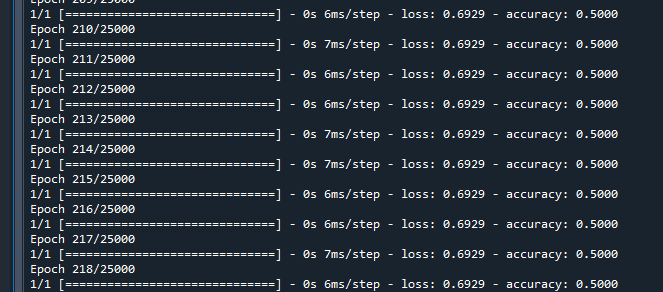 Epoch 209/25000
1/1 [==============================] - 0s 6ms/step - loss: 0.6929 - accuracy: 0.5000
Epoch 210/25000
1/1 [==============================] - 0s 7ms/step - loss: 0.6929 - accuracy: 0.5000
Epoch 211/25000
1/1 [==============================] - 0s 6ms/step - loss: 0.6929 - accuracy: 0.5000
Epoch 212/25000
1/1 [==============================] - 0s 6ms/step - loss: 0.6929 - accuracy: 0.5000
Epoch 213/25000
1/1 [==============================] - 0s 7ms/step - loss: 0.6929 - accuracy: 0.5000
Epoch 214/25000
1/1 [==============================] - 0s 7ms/step - loss: 0.6929 - accuracy: 0.5000
Epoch 215/25000
1/1 [==============================] - 0s 6ms/step - loss: 0.6929 - accuracy: 0.5000
Epoch 216/25000
1/1 [==============================] - 0s 6ms/step - loss: 0.6929 - accuracy: 0.5000
Epoch 217/25000
1/1 [==============================] - 0s 7ms/step - loss: 0.6929 - accuracy: 0.5000
Epoch 218/25000
1/1 [==============================] - 0s 6ms/step - loss: 0.6929 - accuracy: 0.5000